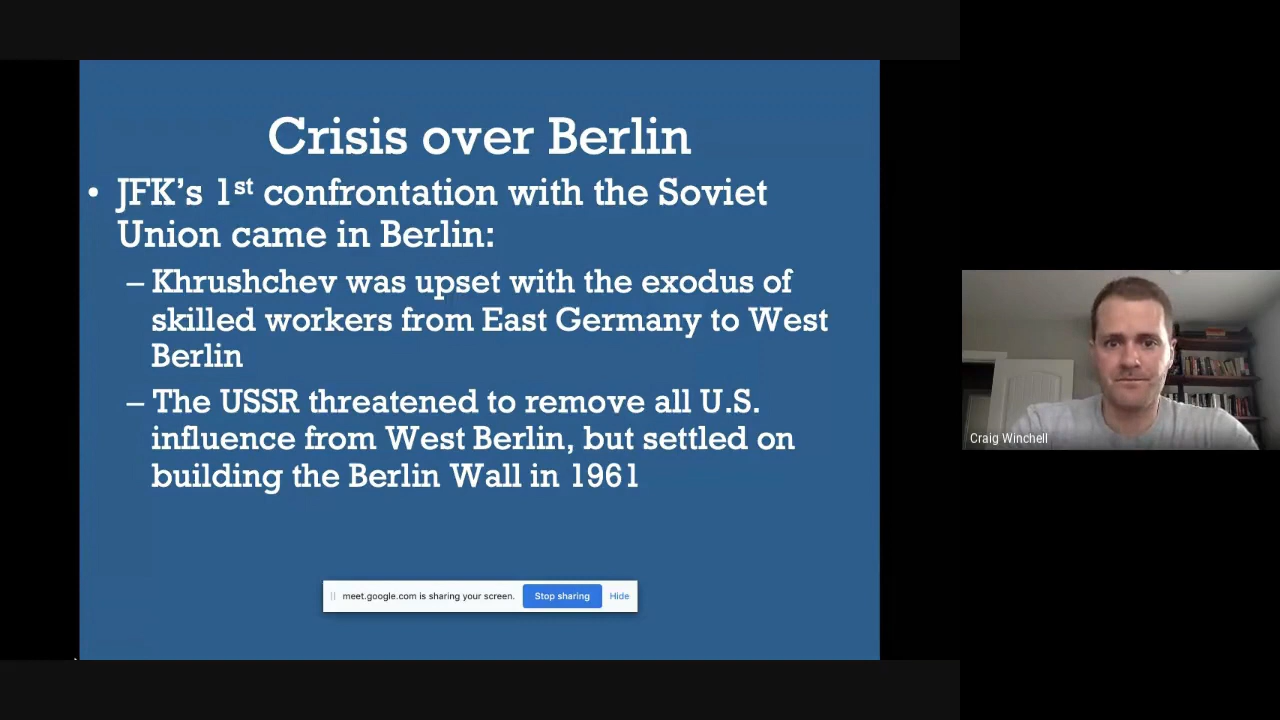 Crisis over Berlin
• JFK's 1st confrontation with the Soviet
Union came in Berlin:
– Khrushchev was upset with the exodus of
skilled workers from East Germany to West
Berlin
– The USSR threatened to remove all U.S.
influence from West Berlin, but settled on
building the Berlin Wall in 1961
meet.google.com is sharing your screen. Stop sharing Hide
Craig Winchell